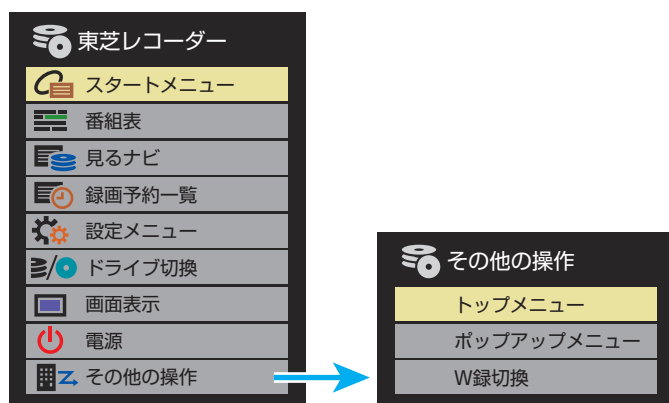 東芝レコーダー
スタートメニュー
番組表
見るナビ
録画予約一覧
設定メニュー
ドライブ切換
画面表示
電源
その他の操作
その他の操作
トップメニュー
ポップアップメニュー
W録切換